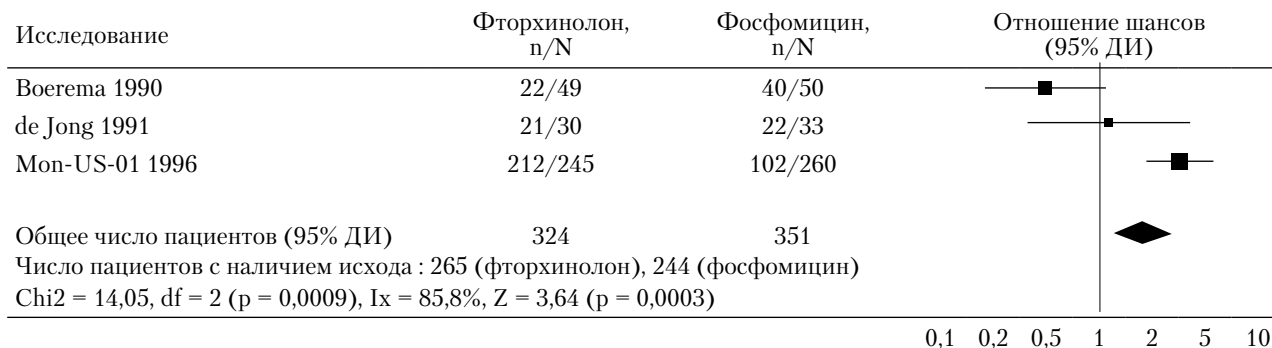 Исследование Фторхинолон, n/N Фосфомицин, n/N Отношение шансов (95% ДИ)
Boerema 1990 22/49 40/50
de Jong 1991 21/30 22/33
Mon-US-01 1996 212/245 102/260
Общее число пациентов (95% ДИ) 324 351
Число пациентов с наличием исхода : 265 (фторхинолон), 244 (фосфомицин)
Chi2 = 14,05, df = 2 (p = 0,0009), Ix = 85,8%, Z = 3,64 (p = 0,0003)
0,1 0,2 0,5 1 2 5 10